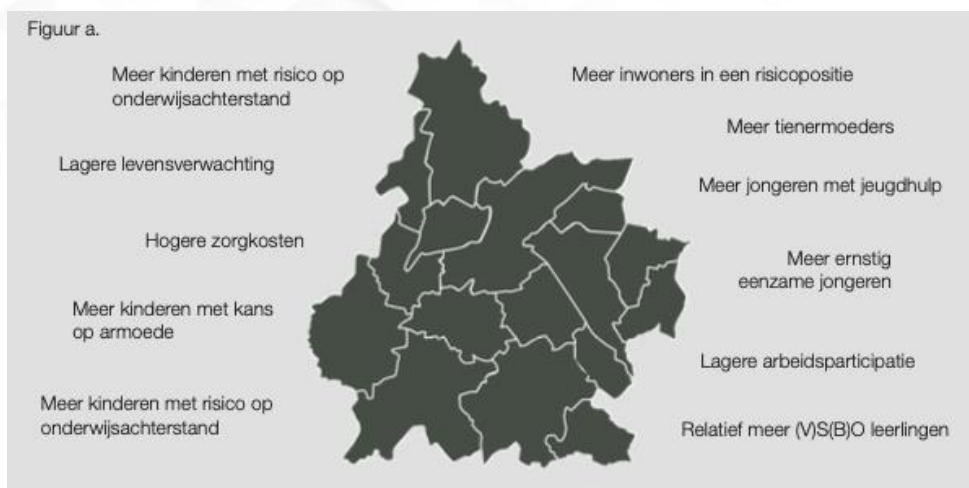 Figuur a.
Meer kinderen met risico op
onderwijsachterstand
Lagere levensverwachting
Hogere zorgkosten
Meer kinderen met kans
op armoede
Meer kinderen met risico op
onderwijsachterstand
Meer inwoners in een risicopositie
Meer tienermoeders
Meer jongeren met jeugdhulp
Meer ernstig
eenzame jongeren
Lagere arbeidsparticipatie
Relatief meer (V)S(B)O leerlingen